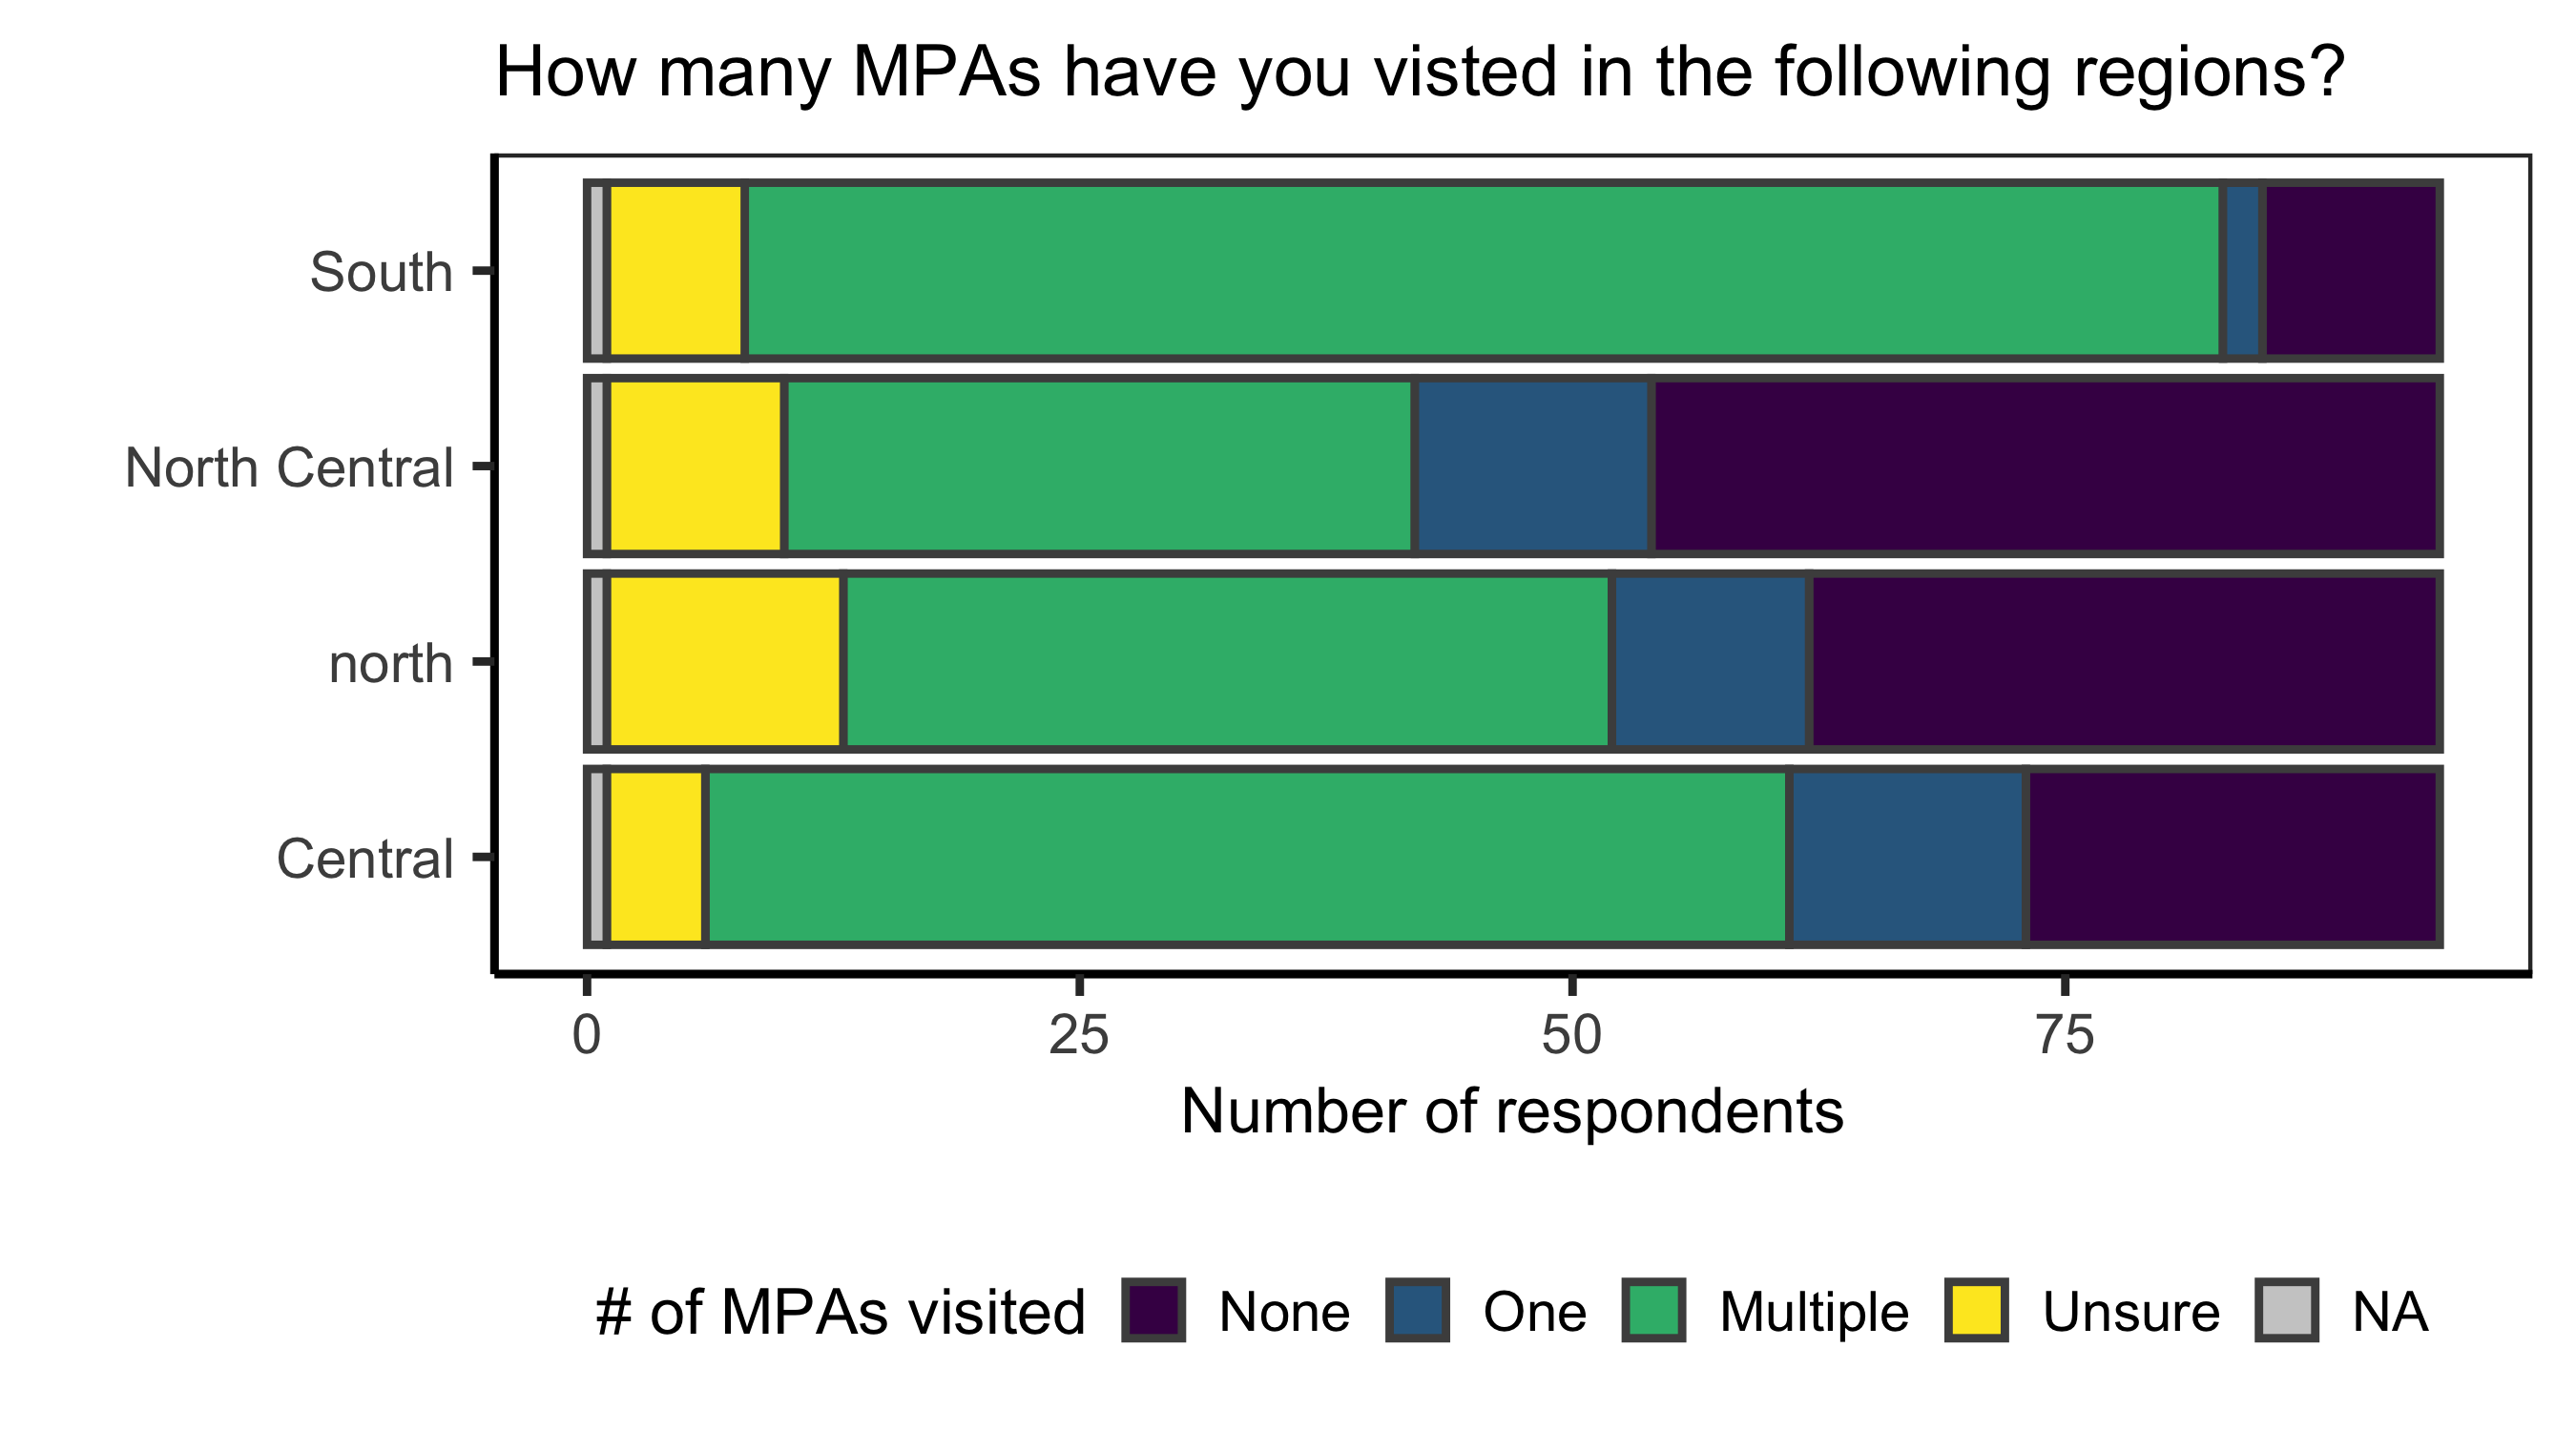 How many MPAs have you visted in the following regions?
South
North Central
north
Central
0 25 50 75
Number of respondents
# of MPAs visited None One Multiple Unsure NA